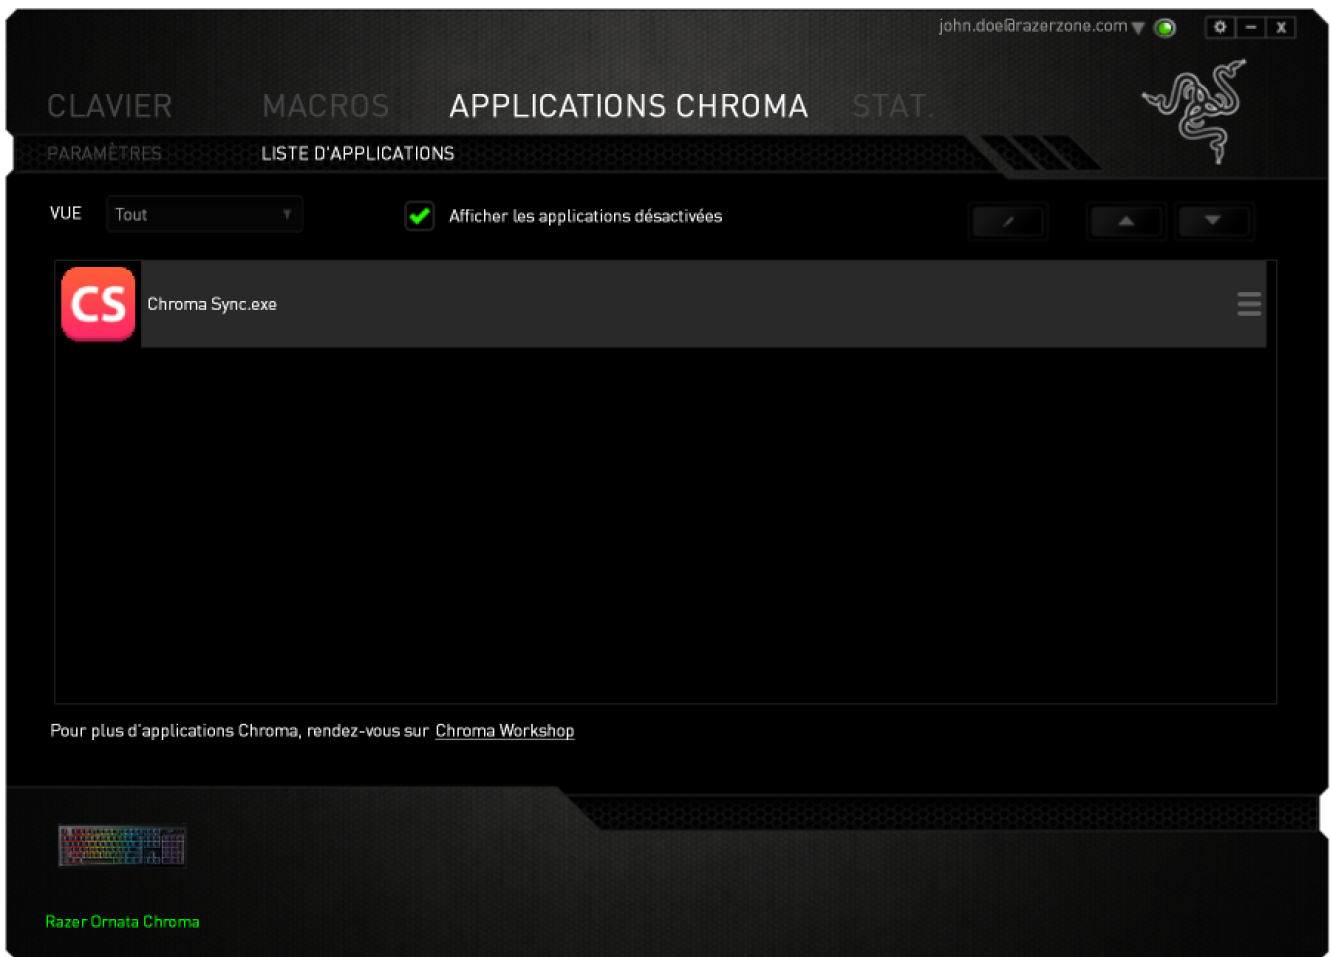 john.doe@razerzone.com
CLAVIER MACROS APPLICATIONS CHROMA STAT.
PARAMÈTRES LISTE D'APPLICATIONS
VUE Tout Afficher les applications désactivées
CS Chroma Sync.exe
Pour plus d'applications Chroma, rendez-vous sur Chroma Workshop
Razer Ornata Chroma